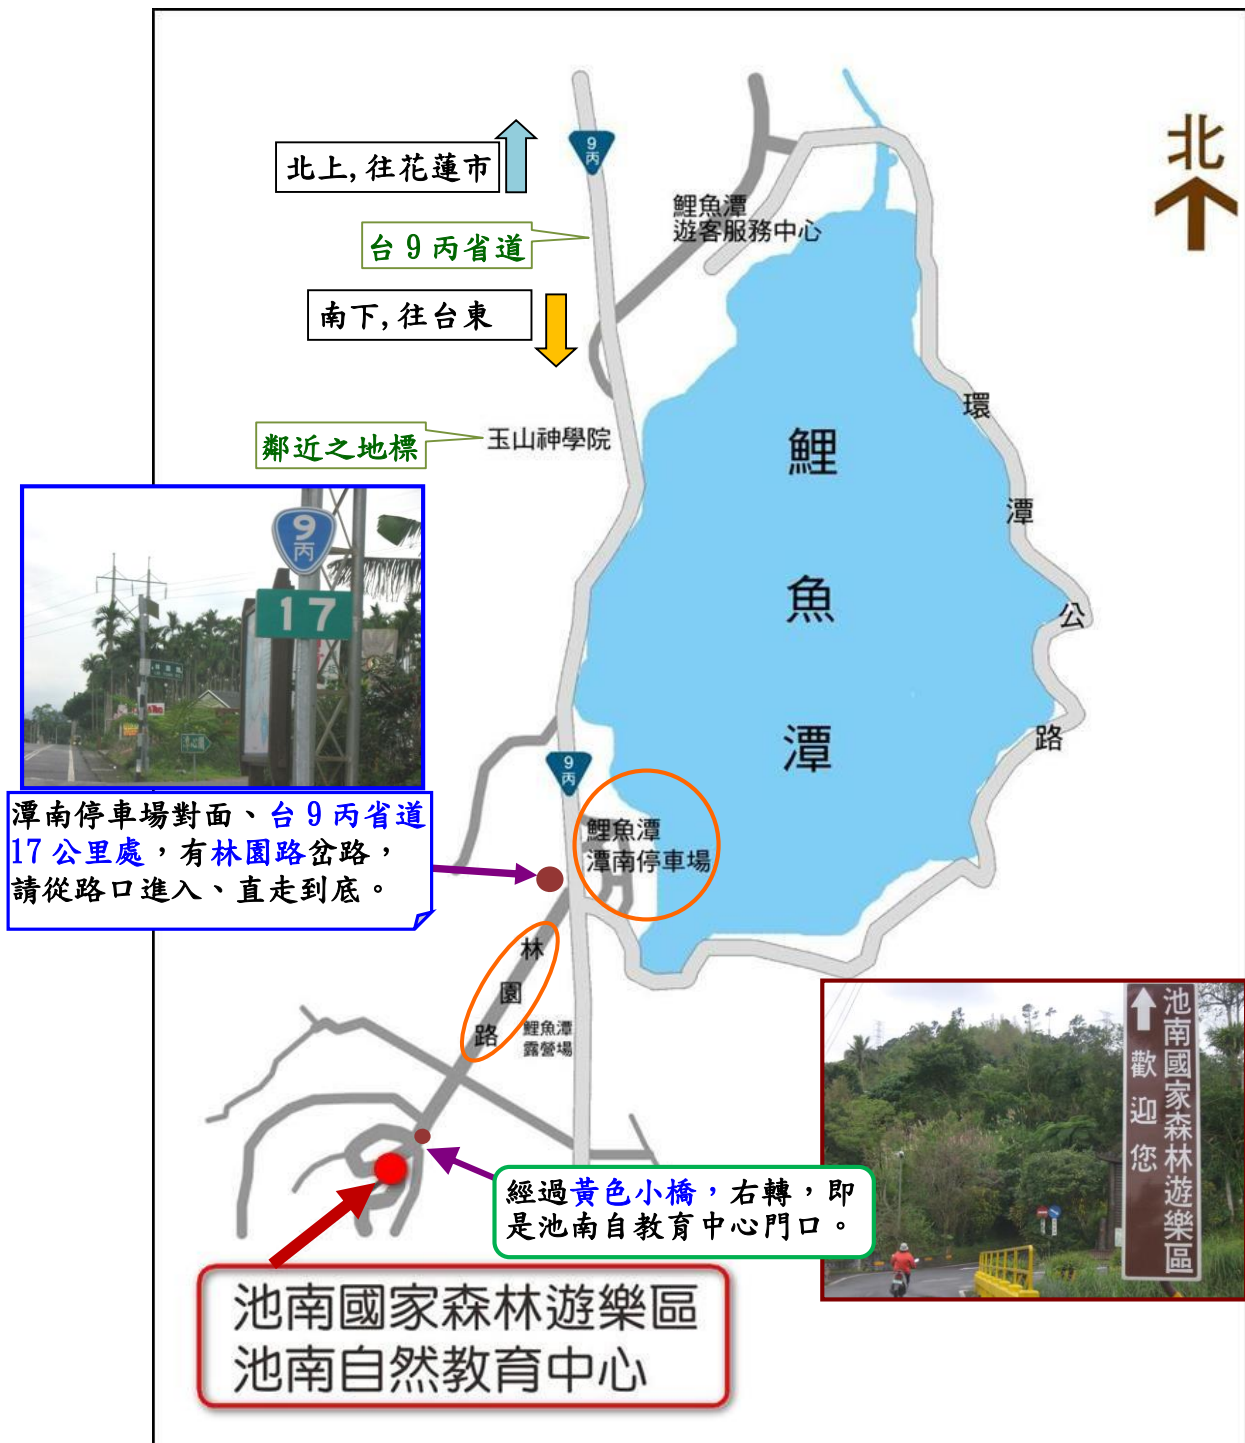 北
9
丙
北上,往花蓮市
鯉魚潭
遊客服務中心
台9丙省道
南下,往台東
環
潭
公
路
鯉
魚
潭
鄰近之地標
玉山神學院
9
丙
17
9
丙
潭南停車場對面、台9丙省道
17公里處，有林園路岔路，
請從路口進入、直走到底。
鯉魚潭
潭南停車場
林
園
路
鯉魚潭
露營場
池南國家森林遊樂區
歡迎您
經過黃色小橋，右轉，即
是池南自教育中心門口。
池南國家森林遊樂區
池南自然教育中心